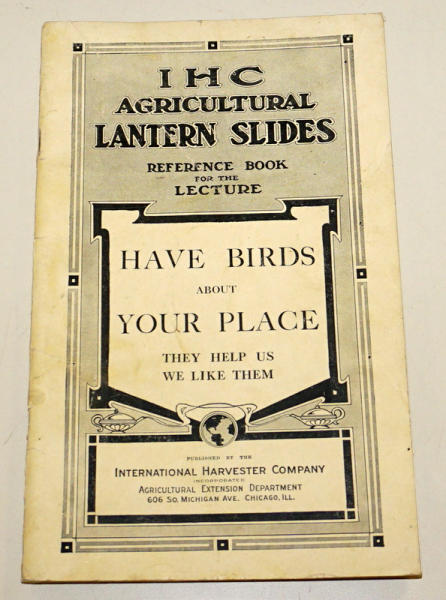 I H C
AGRICULTURAL
LANTERN SLIDES
REFERENCE BOOK
FOR THE
LECTURE
HAVE BIRDS
ABOUT
YOUR PLACE
THEY HELP US
WE LIKE THEM
PUBLISHED BY THE
INTERNATIONAL HARVESTER COMPANY
INCORPORATED
AGRICULTURAL EXTENSION DEPARTMENT
606 SO. MICHIGAN AVE. CHICAGO, ILL.